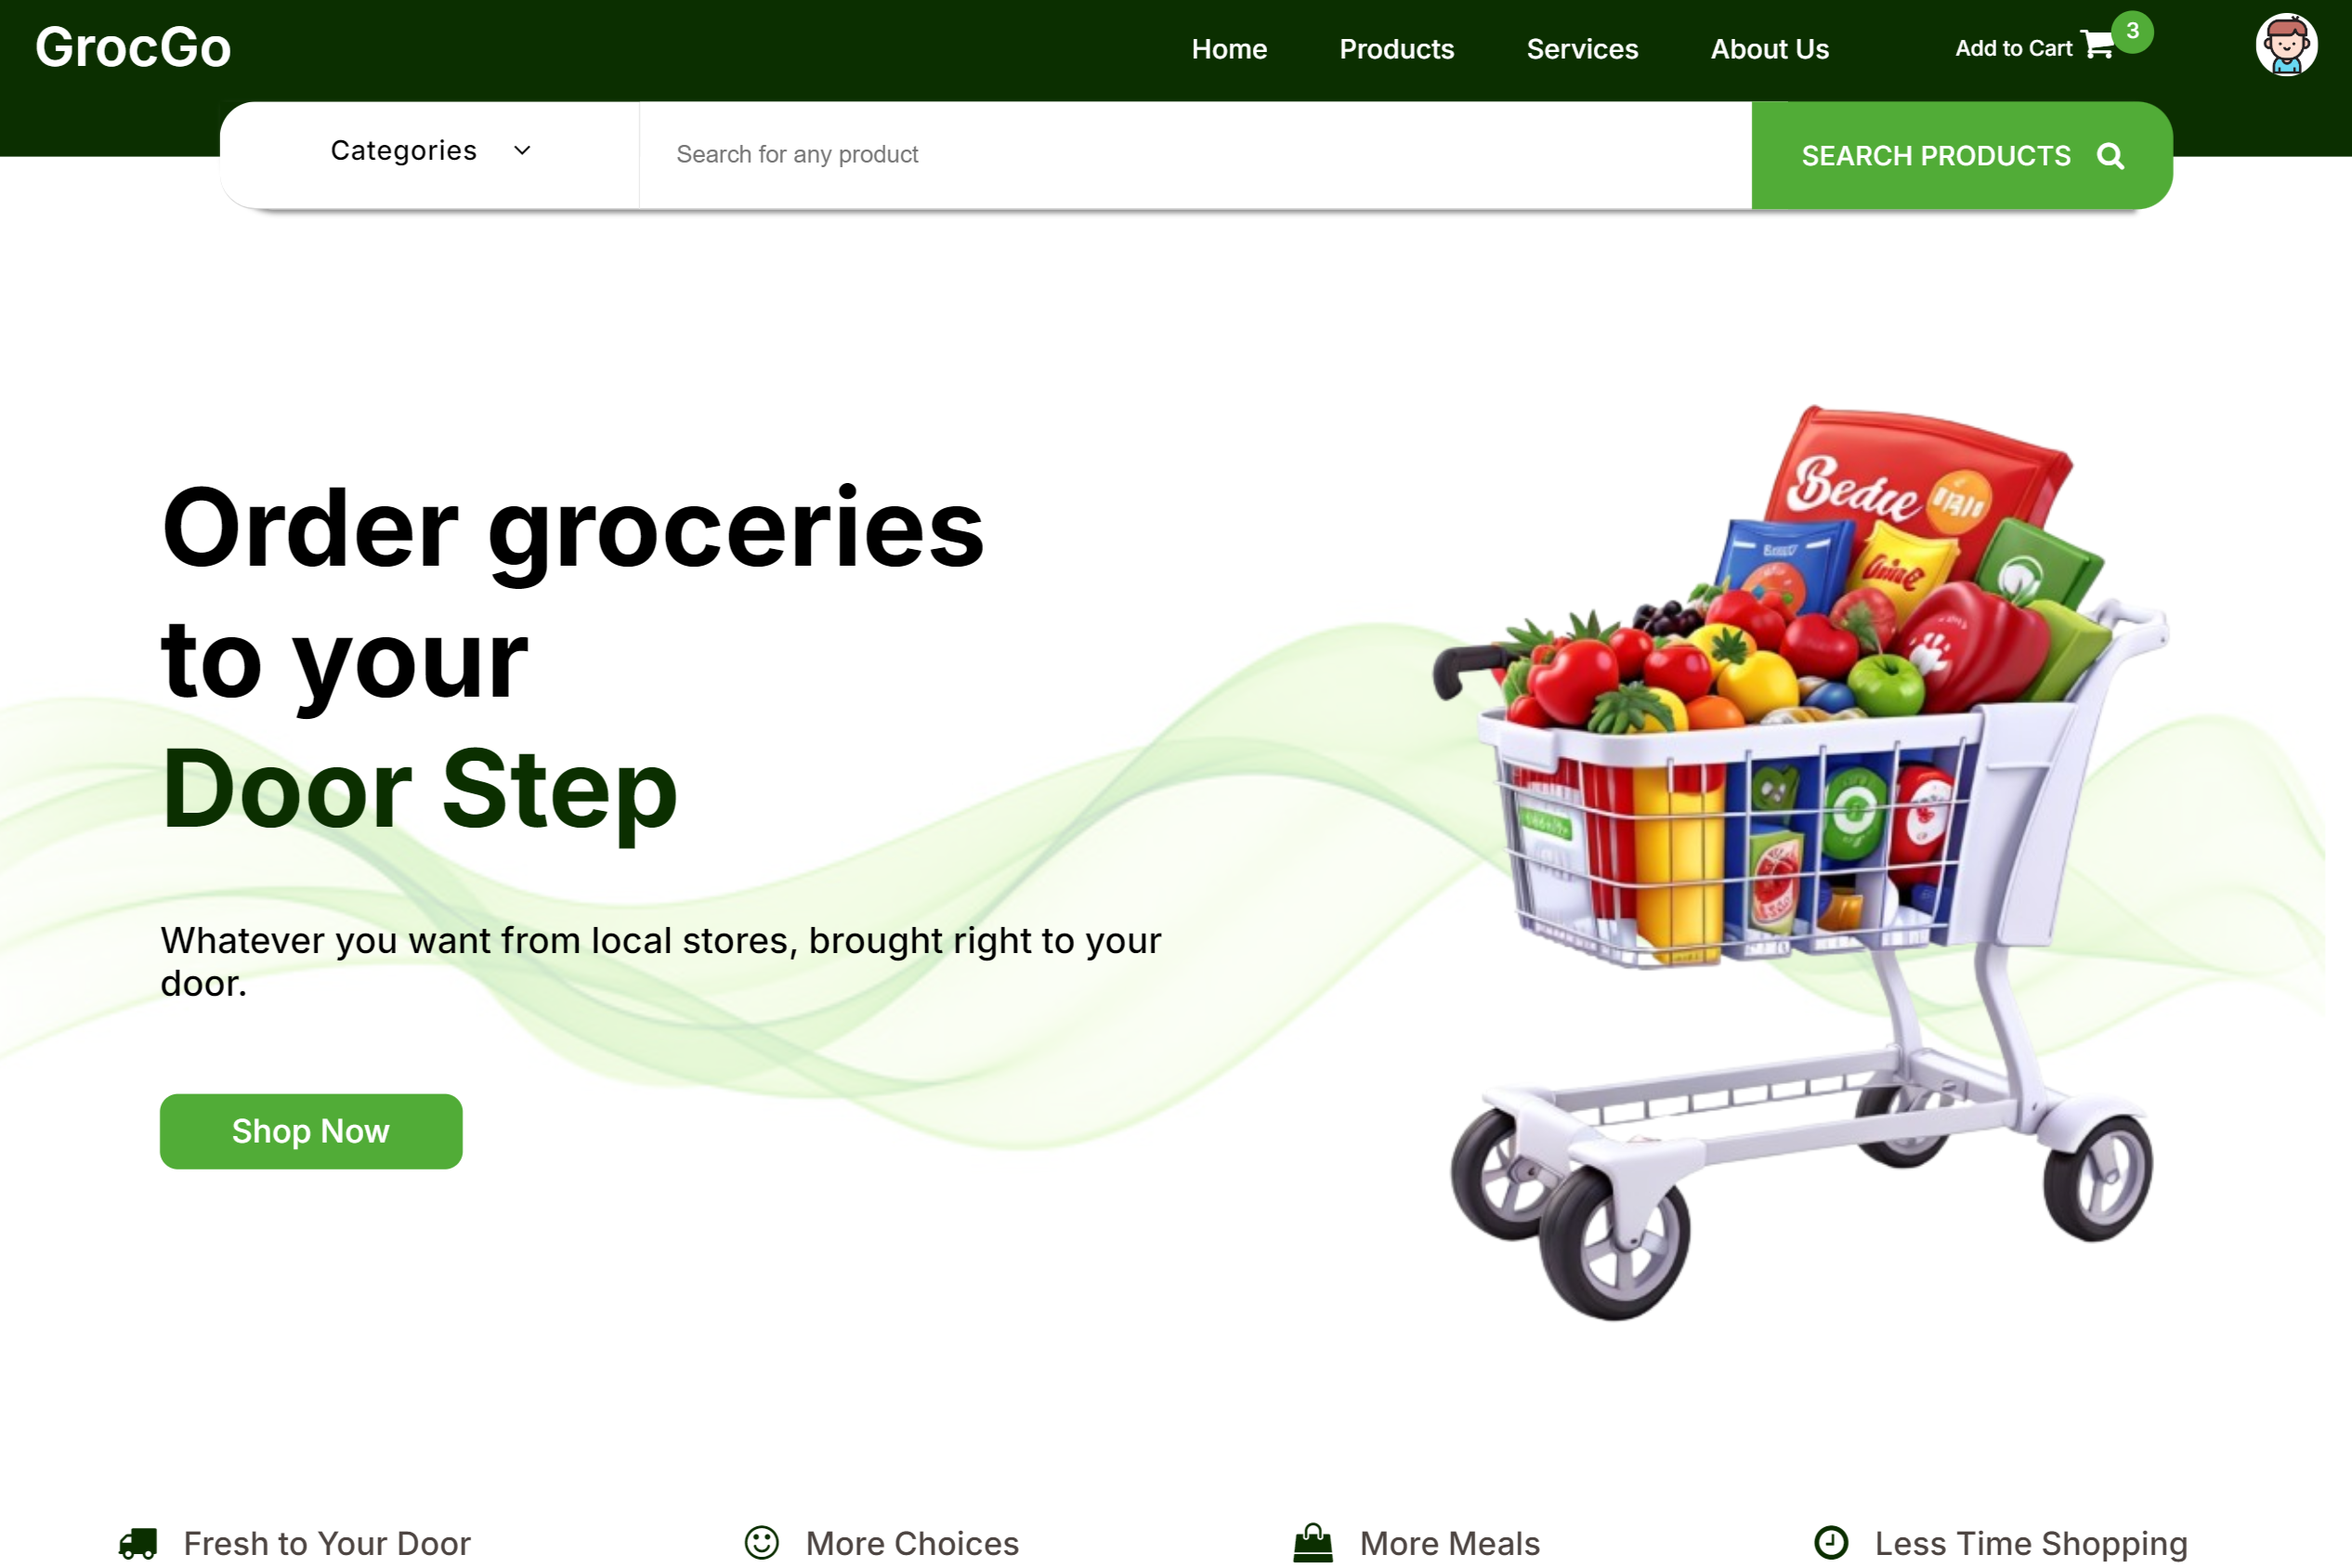 GrocGo
Home
Products
Services
About Us
Add to Cart
3
Categories
Search for any product
SEARCH PRODUCTS
Order groceries
to your
Door Step
Whatever you want from local stores, brought right to your
door.
Shop Now
Fresh to Your Door
More Choices
More Meals
Less Time Shopping